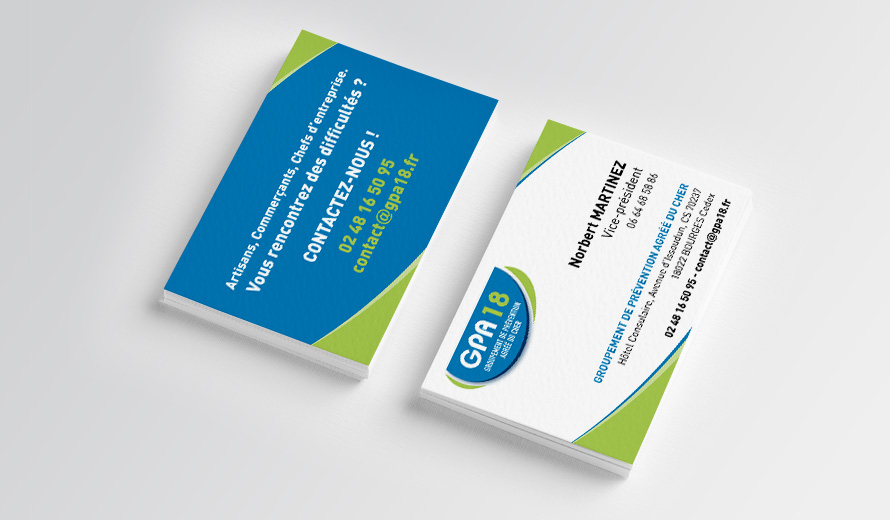 Artisans, Commerçants, Chefs d'entreprise,
Vous rencontrez des difficultés ?
CONTACTEZ-NOUS !
02 48 16 50 95
contact@gpa18.fr
GPA 18
GROUPEMENT DE PRÉVENTION
AGRÉÉ DU CHER
Norbert MARTINEZ
Vice-président
06 64 68 58 86
GROUPEMENT DE PRÉVENTION AGRÉÉ DU CHER
Hôtel Consulaire, Avenue d'Issoudun, CS 70237
18022 BOURGES Cedex
02 48 16 50 95 - contact@gpa18.fr